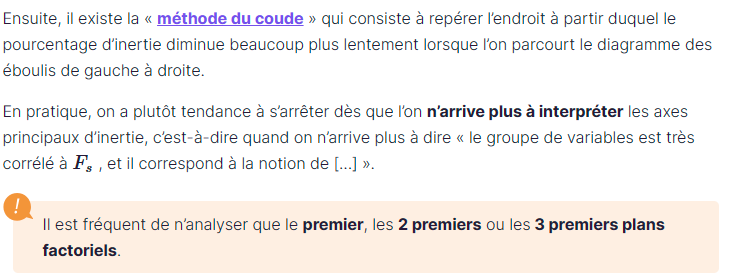 Ensuite, il existe la « méthode du coude » qui consiste à repérer l’endroit à partir duquel le
pourcentage d’inertie diminue beaucoup plus lentement lorsque l’on parcourt le diagramme des
éboulis de gauche à droite.
En pratique, on a plutôt tendance à s’arrêter dès que l’on n’arrive plus à interpréter les axes
principaux d’inertie, c’est-à-dire quand on n’arrive plus à dire « le groupe de variables est très
corrélé à Fₛ , et il correspond à la notion de […] ».
!
Il est fréquent de n’analyser que le premier, les 2 premiers ou les 3 premiers plans
factoriels.